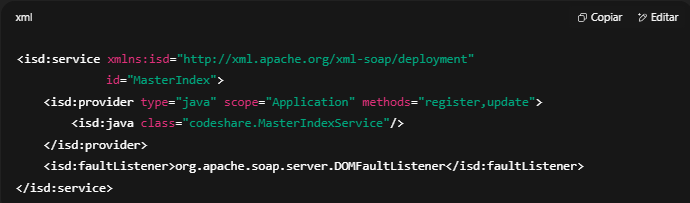 xml
Copiar
Editar
<isd:service xmlns:isd="http://xml.apache.org/xml-soap/deployment"
             id="MasterIndex">
    <isd:provider type="java" scope="Application" methods="register,update">
        <isd:java class="codeshare.MasterIndexService"/>
    </isd:provider>
    <isd:faultListener>org.apache.soap.server.DOMFaultListener</isd:faultListener>
</isd:service>